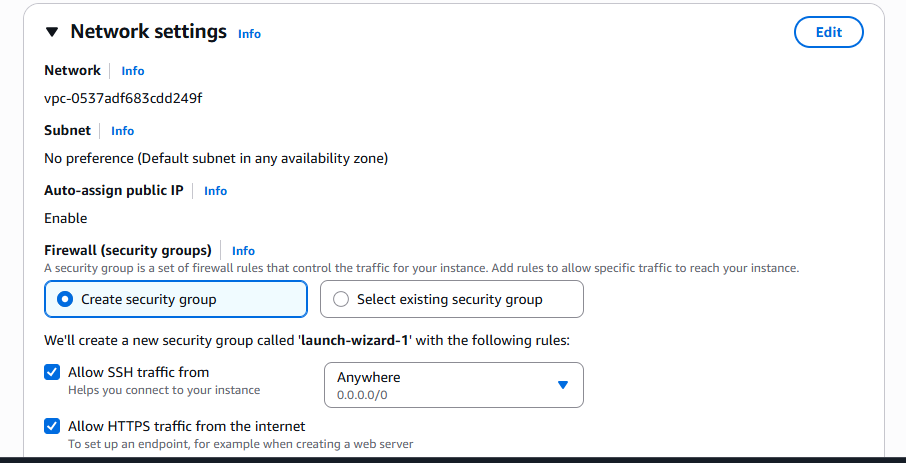 Network settings Info Edit
Network Info
vpc-0537adf683cdd249f
Subnet Info
No preference (Default subnet in any availability zone)
Auto-assign public IP Info
Enable
Firewall (security groups) Info
A security group is a set of firewall rules that control the traffic for your instance. Add rules to allow specific traffic to reach your instance.
Create security group Select existing security group
We'll create a new security group called 'launch-wizard-1' with the following rules:
Allow SSH traffic from Anywhere
Helps you connect to your instance 0.0.0.0/0
Allow HTTPS traffic from the internet
To set up an endpoint, for example when creating a web server